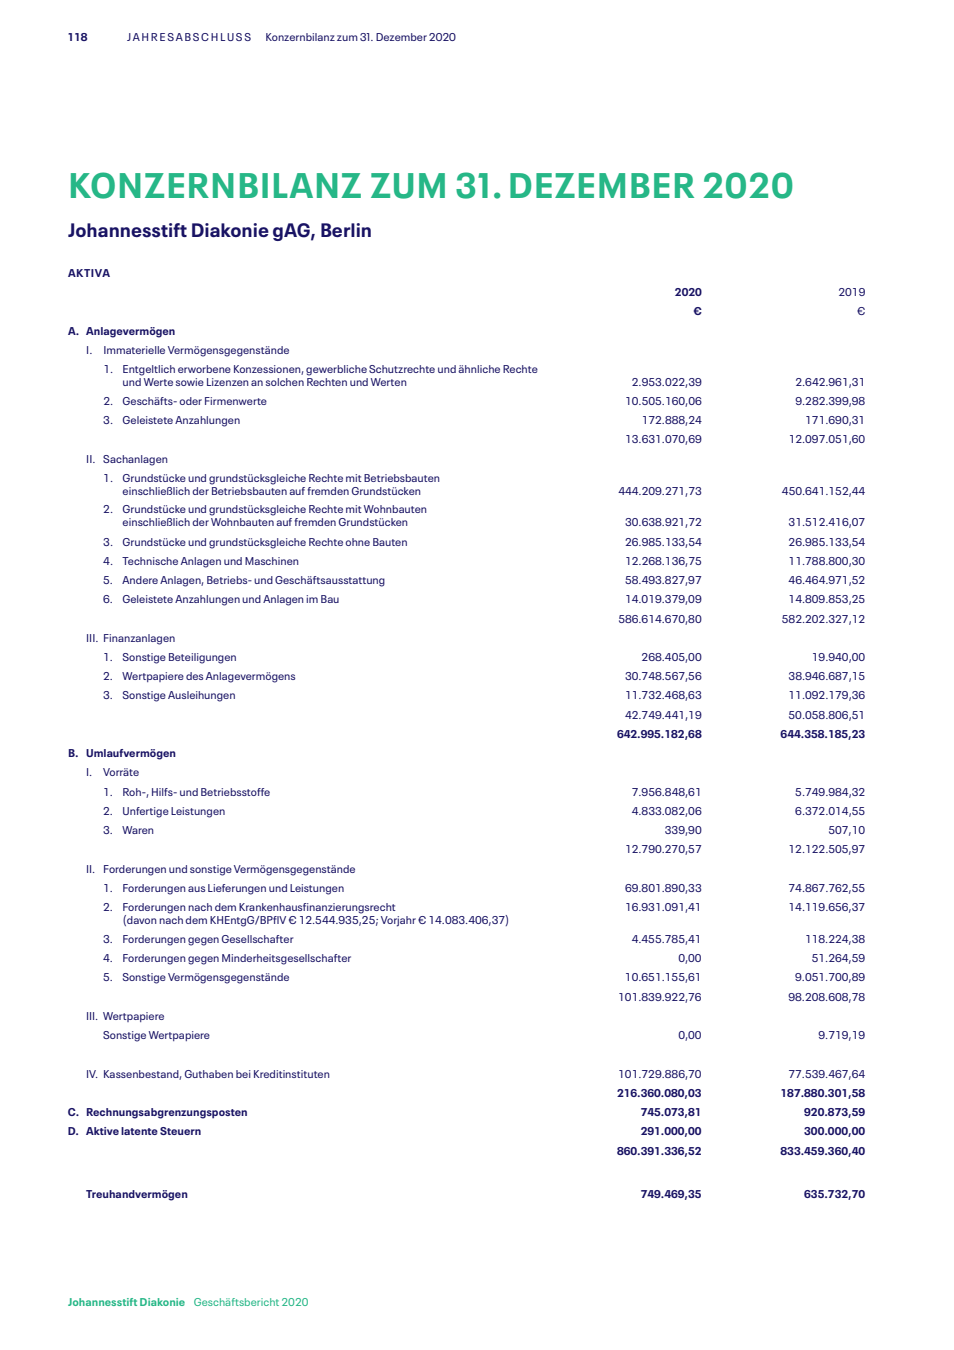 118 JAHRESABSCHLUSS Konzernbilanz zum 31. Dezember 2020
KONZERNBILANZ ZUM 31. DEZEMBER 2020
Johannesstift Diakonie gAG, Berlin
AKTIVA
2020 2019
€ €
A. Anlagevermögen
I. Immaterielle Vermögensgegenstände
1. Entgeltlich erworbene Konzessionen, gewerbliche Schutzrechte und ähnliche Rechte
und Werte sowie Lizenzen an solchen Rechten und Werten 2.953.022,39 2.642.961,31
2. Geschäfts- oder Firmenwerte 10.505.160,06 9.282.399,98
3. Geleistete Anzahlungen 172.888,24 171.690,31
13.631.070,69 12.097.051,60
II. Sachanlagen
1. Grundstücke und grundstücksgleiche Rechte mit Betriebsbauten
einschließlich der Betriebsbauten auf fremden Grundstücken 444.209.271,73 450.641.152,44
2. Grundstücke und grundstücksgleiche Rechte mit Wohnbauten
einschließlich der Wohnbauten auf fremden Grundstücken 30.638.921,72 31.512.416,07
3. Grundstücke und grundstücksgleiche Rechte ohne Bauten 26.985.133,54 26.985.133,54
4. Technische Anlagen und Maschinen 12.268.136,75 11.788.800,30
5. Andere Anlagen, Betriebs- und Geschäftsausstattung 58.493.827,97 46.464.971,52
6. Geleistete Anzahlungen und Anlagen im Bau 14.019.379,09 14.809.853,25
586.614.670,80 582.202.327,12
III. Finanzanlagen
1. Sonstige Beteiligungen 268.405,00 19.940,00
2. Wertpapiere des Anlagevermögens 30.748.567,56 38.946.687,15
3. Sonstige Ausleihungen 11.732.468,63 11.092.179,36
42.749.441,19 50.058.806,51
642.995.182,68 644.358.185,23
B. Umlaufvermögen
I. Vorräte
1. Roh-, Hilfs- und Betriebsstoffe 7.956.848,61 5.749.984,32
2. Unfertige Leistungen 4.833.082,06 6.372.014,55
3. Waren 339,90 507,10
12.790.270,57 12.122.505,97
II. Forderungen und sonstige Vermögensgegenstände
1. Forderungen aus Lieferungen und Leistungen 69.801.890,33 74.867.762,55
2. Forderungen nach dem Krankenhausfinanzierungsrecht 16.931.091,41 14.119.656,37
(davon nach dem KHEntgG/BPflV € 12.544.935,25; Vorjahr € 14.083.406,37)
3. Forderungen gegen Gesellschafter 4.455.785,41 118.224,38
4. Forderungen gegen Minderheitsgesellschafter 0,00 51.264,59
5. Sonstige Vermögensgegenstände 10.651.155,61 9.051.700,89
101.839.922,76 98.208.608,78
III. Wertpapiere
Sonstige Wertpapiere 0,00 9.719,19
IV. Kassenbestand, Guthaben bei Kreditinstituten 101.729.886,70 77.539.467,64
216.360.080,03 187.880.301,58
C. Rechnungsabgrenzungsposten 745.073,81 920.873,59
D. Aktive latente Steuern 291.000,00 300.000,00
860.391.336,52 833.459.360,40
Treuhandvermögen 749.469,35 635.732,70
Johannesstift Diakonie Geschäftsbericht 2020